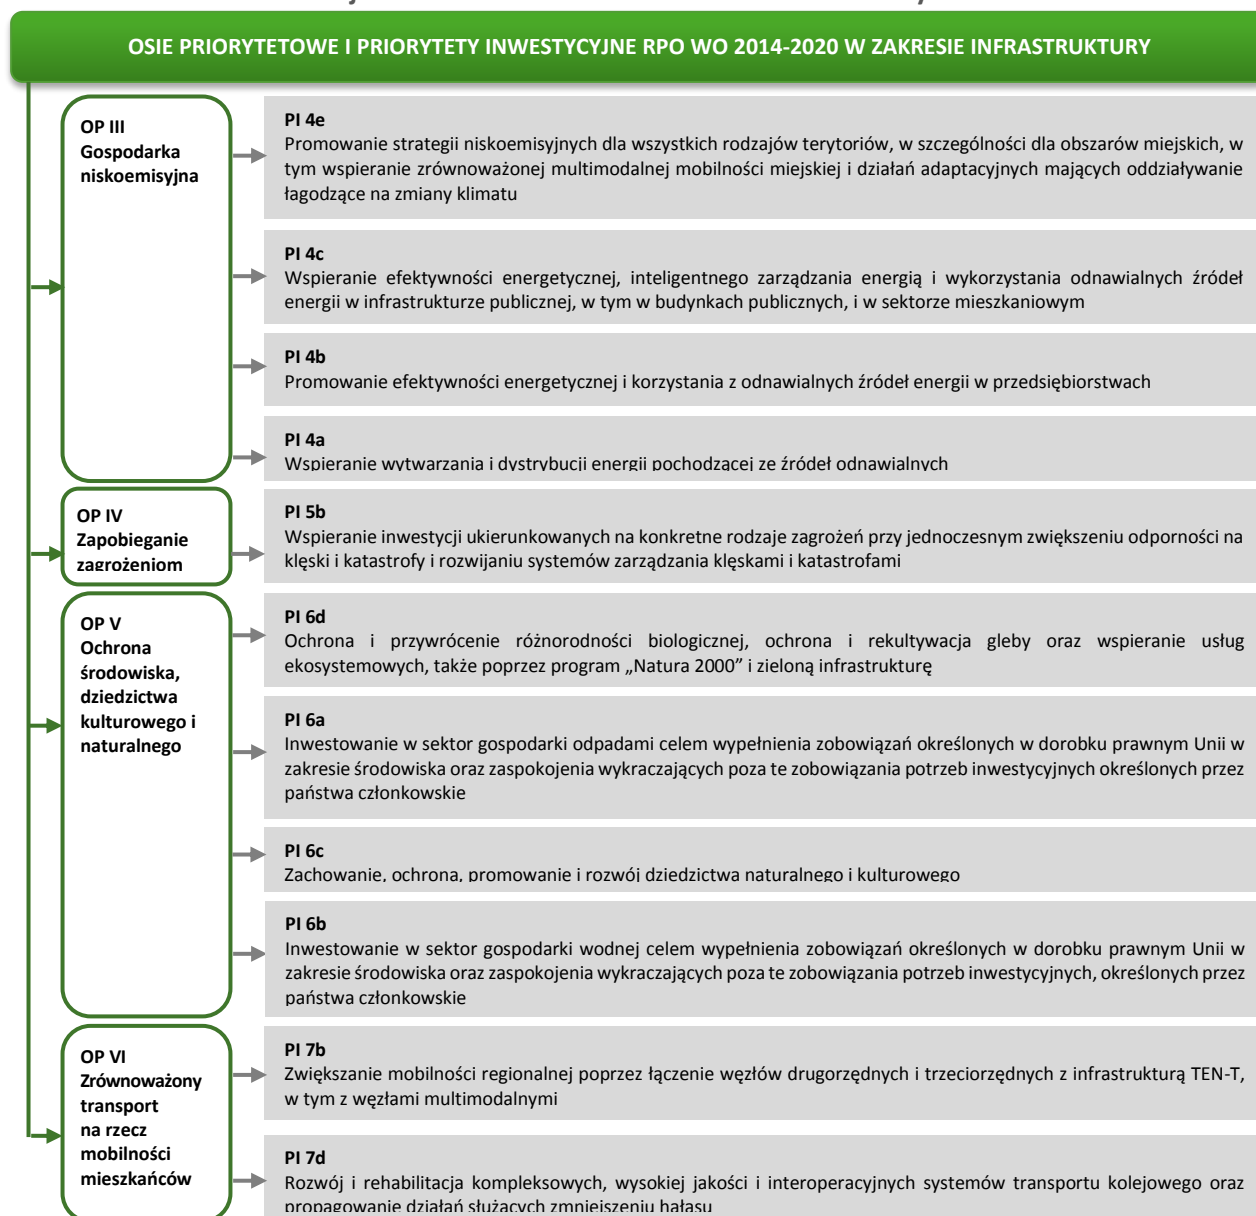 OSIE PRIORYTETOWE I PRIORYTETY INWESTYCYJNE RPO WO 2014-2020 W ZAKRESIE INFRASTRUKTURY
OP III
Gospodarka
niskoemisyjna
PI 4e
Promowanie strategii niskoemisyjnych dla wszystkich rodzajów terytoriów, w szczególności dla obszarów miejskich, w
tym wspieranie zrównoważonej multimodalnej mobilności miejskiej i działań adaptacyjnych mających oddziaływanie
łagodzące na zmiany klimatu
PI 4c
Wspieranie efektywności energetycznej, inteligentnego zarządzania energią i wykorzystania odnawialnych źródeł
energii w infrastrukturze publicznej, w tym w budynkach publicznych, i w sektorze mieszkaniowym
PI 4b
Promowanie efektywności energetycznej i korzystania z odnawialnych źródeł energii w przedsiębiorstwach
PI 4a
Wspieranie wytwarzania i dystrybucji energii pochodzącej ze źródeł odnawialnych
OP IV
Zapobieganie
zagrożeniom
PI 5b
Wspieranie inwestycji ukierunkowanych na konkretne rodzaje zagrożeń przy jednoczesnym zwiększeniu odporności na
klęski i katastrofy i rozwijaniu systemów zarządzania klęskami i katastrofami
OP V
Ochrona
środowiska,
dziedzictwa
kulturowego i
naturalnego
PI 6d
Ochrona i przywrócenie różnorodności biologicznej, ochrona i rekultywacja gleby oraz wspieranie usług
ekosystemowych, także poprzez program „Natura 2000” i zieloną infrastrukturę
PI 6a
Inwestowanie w sektor gospodarki odpadami celem wypełnienia zobowiązań określonych w dorobku prawnym Unii w
zakresie środowiska oraz zaspokojenia wykraczających poza te zobowiązania potrzeb inwestycyjnych określonych przez
państwa członkowskie
PI 6c
Zachowanie, ochrona, promowanie i rozwój dziedzictwa naturalnego i kulturowego
PI 6b
Inwestowanie w sektor gospodarki wodnej celem wypełnienia zobowiązań określonych w dorobku prawnym Unii w
zakresie środowiska oraz zaspokojenia wykraczających poza te zobowiązania potrzeb inwestycyjnych, określonych przez
państwa członkowskie
OP VI
Zrównoważony
transport
na rzecz
mobilności
mieszkańców
PI 7b
Zwiększanie mobilności regionalnej poprzez łączenie węzłów drugorzędnych i trzeciorzędnych z infrastrukturą TEN-T,
w tym z węzłami multimodalnymi
PI 7d
Rozwój i rehabilitacja kompleksowych, wysokiej jakości i interoperacyjnych systemów transportu kolejowego oraz
propagowanie działań służących zmniejszeniu hałasu